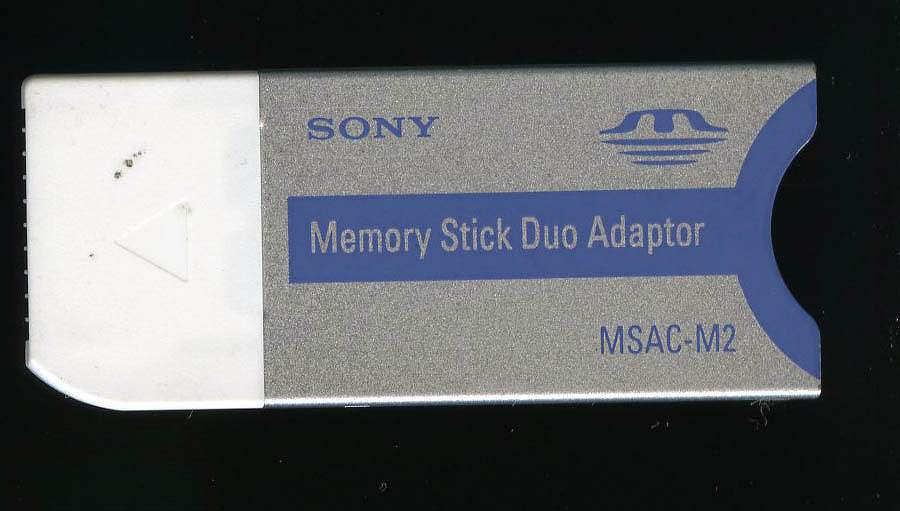 SONY
Memory Stick Duo Adaptor
MSAC-M2